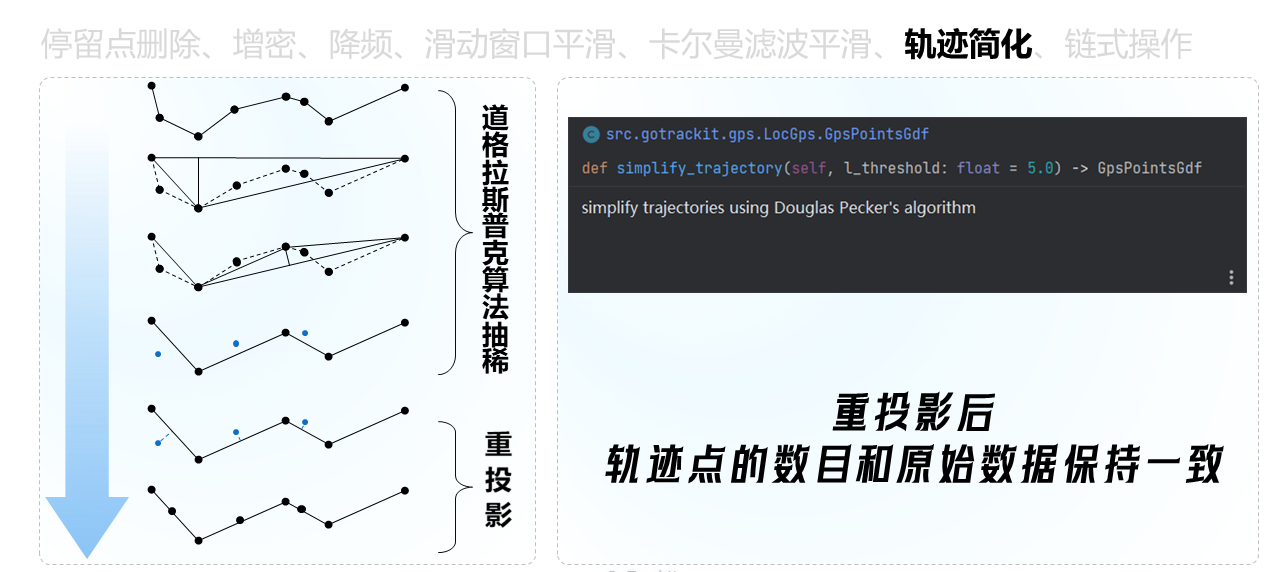 停留点删除、增密、降频、滑动窗口平滑、卡尔曼滤波平滑、轨迹简化、链式操作
道格拉斯普克算法抽稀
重投影
src.gotrackit.gps.LocGps.GpsPointsGdf
def simplify_trajectory(self, l_threshold: float = 5.0) -> GpsPointsGdf
simplify trajectories using Douglas Pecker's algorithm
重投影后
轨迹点的数目和原始数据保持一致